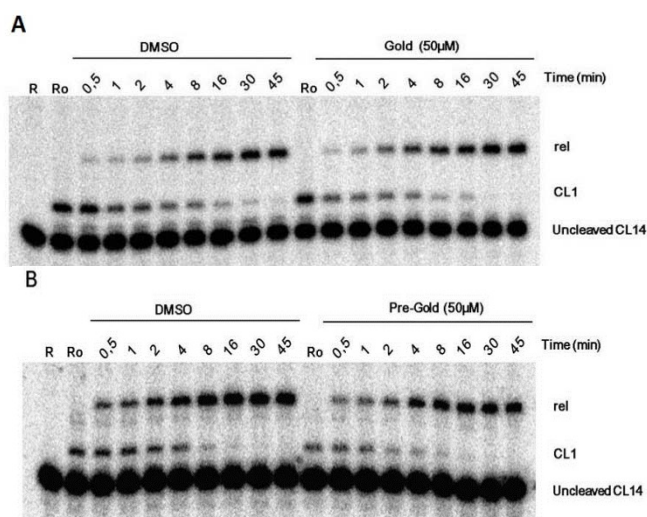 A
DMSO Gold (50µM)
R Ro 0,5 1 2 4 8 16 30 45 Ro 0,5 1 2 4 8 16 30 45 Time (min)
rel
CL1
Uncleaved CL14
B
DMSO Pre-Gold (50µM)
R Ro 0,5 1 2 4 8 16 30 45 Ro 0,5 1 2 4 8 16 30 45 Time (min)
rel
CL1
Uncleaved CL14